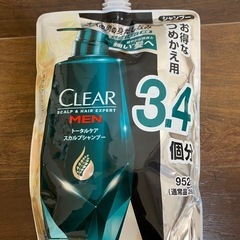 シャンプー
お得な
つめかえ用
CLEAR
SCALP & HAIR EXPERT
MEN
トータルケア
スカルプシャンプー
3.4
個分
952